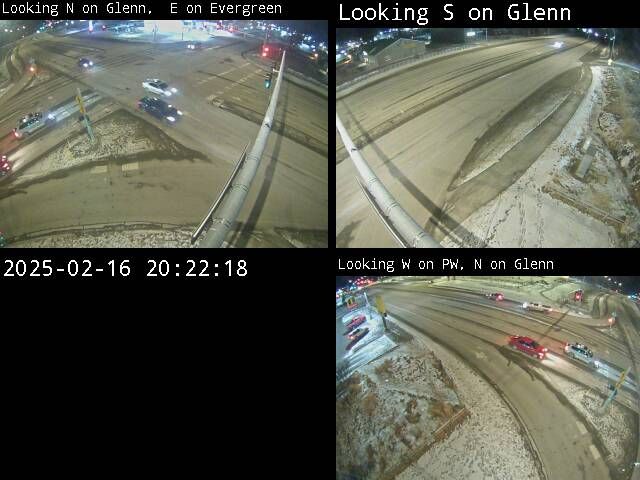 Looking N on Glenn,  E on Evergreen
Looking S on Glenn
2025-02-16 20:22:18
Looking W on PW, N on Glenn